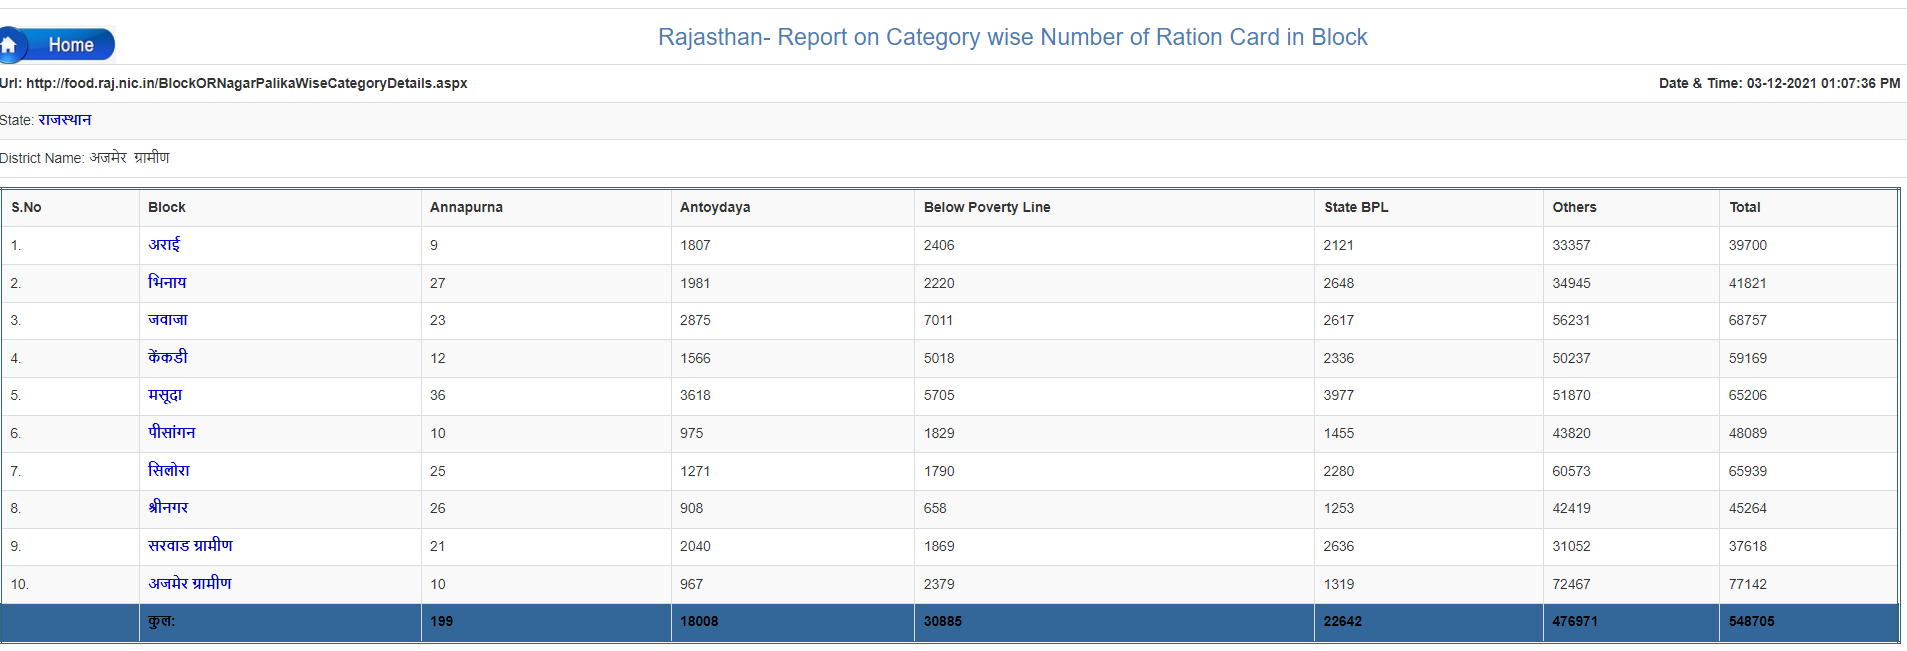 Home
Rajasthan- Report on Category wise Number of Ration Card in Block
Url: http://food.raj.nic.in/BlockORNagarPalikaWiseCategoryDetails.aspx Date & Time: 03-12-2021 01:07:36 PM
State: राजस्थान
District Name: अजमेर ग्रामीण
S.No Block Annapurna Antoydaya Below Poverty Line State BPL Others Total
1. अराई 9 1807 2406 2121 33357 39700
2. भिनाय 27 1981 2220 2648 34945 41821
3. जवाजा 23 2875 7011 2617 56231 68757
4. केंकडी 12 1566 5018 2336 50237 59169
5. मसूदा 36 3618 5705 3977 51870 65206
6. पीसांगन 10 975 1829 1455 43820 48089
7. सिलोरा 25 1271 1790 2280 60573 65939
8. श्रीनगर 26 908 658 1253 42419 45264
9. सरवाड ग्रामीण 21 2040 1869 2636 31052 37618
10. अजमेर ग्रामीण 10 967 2379 1319 72467 77142
कुल: 199 18008 30885 22642 476971 548705